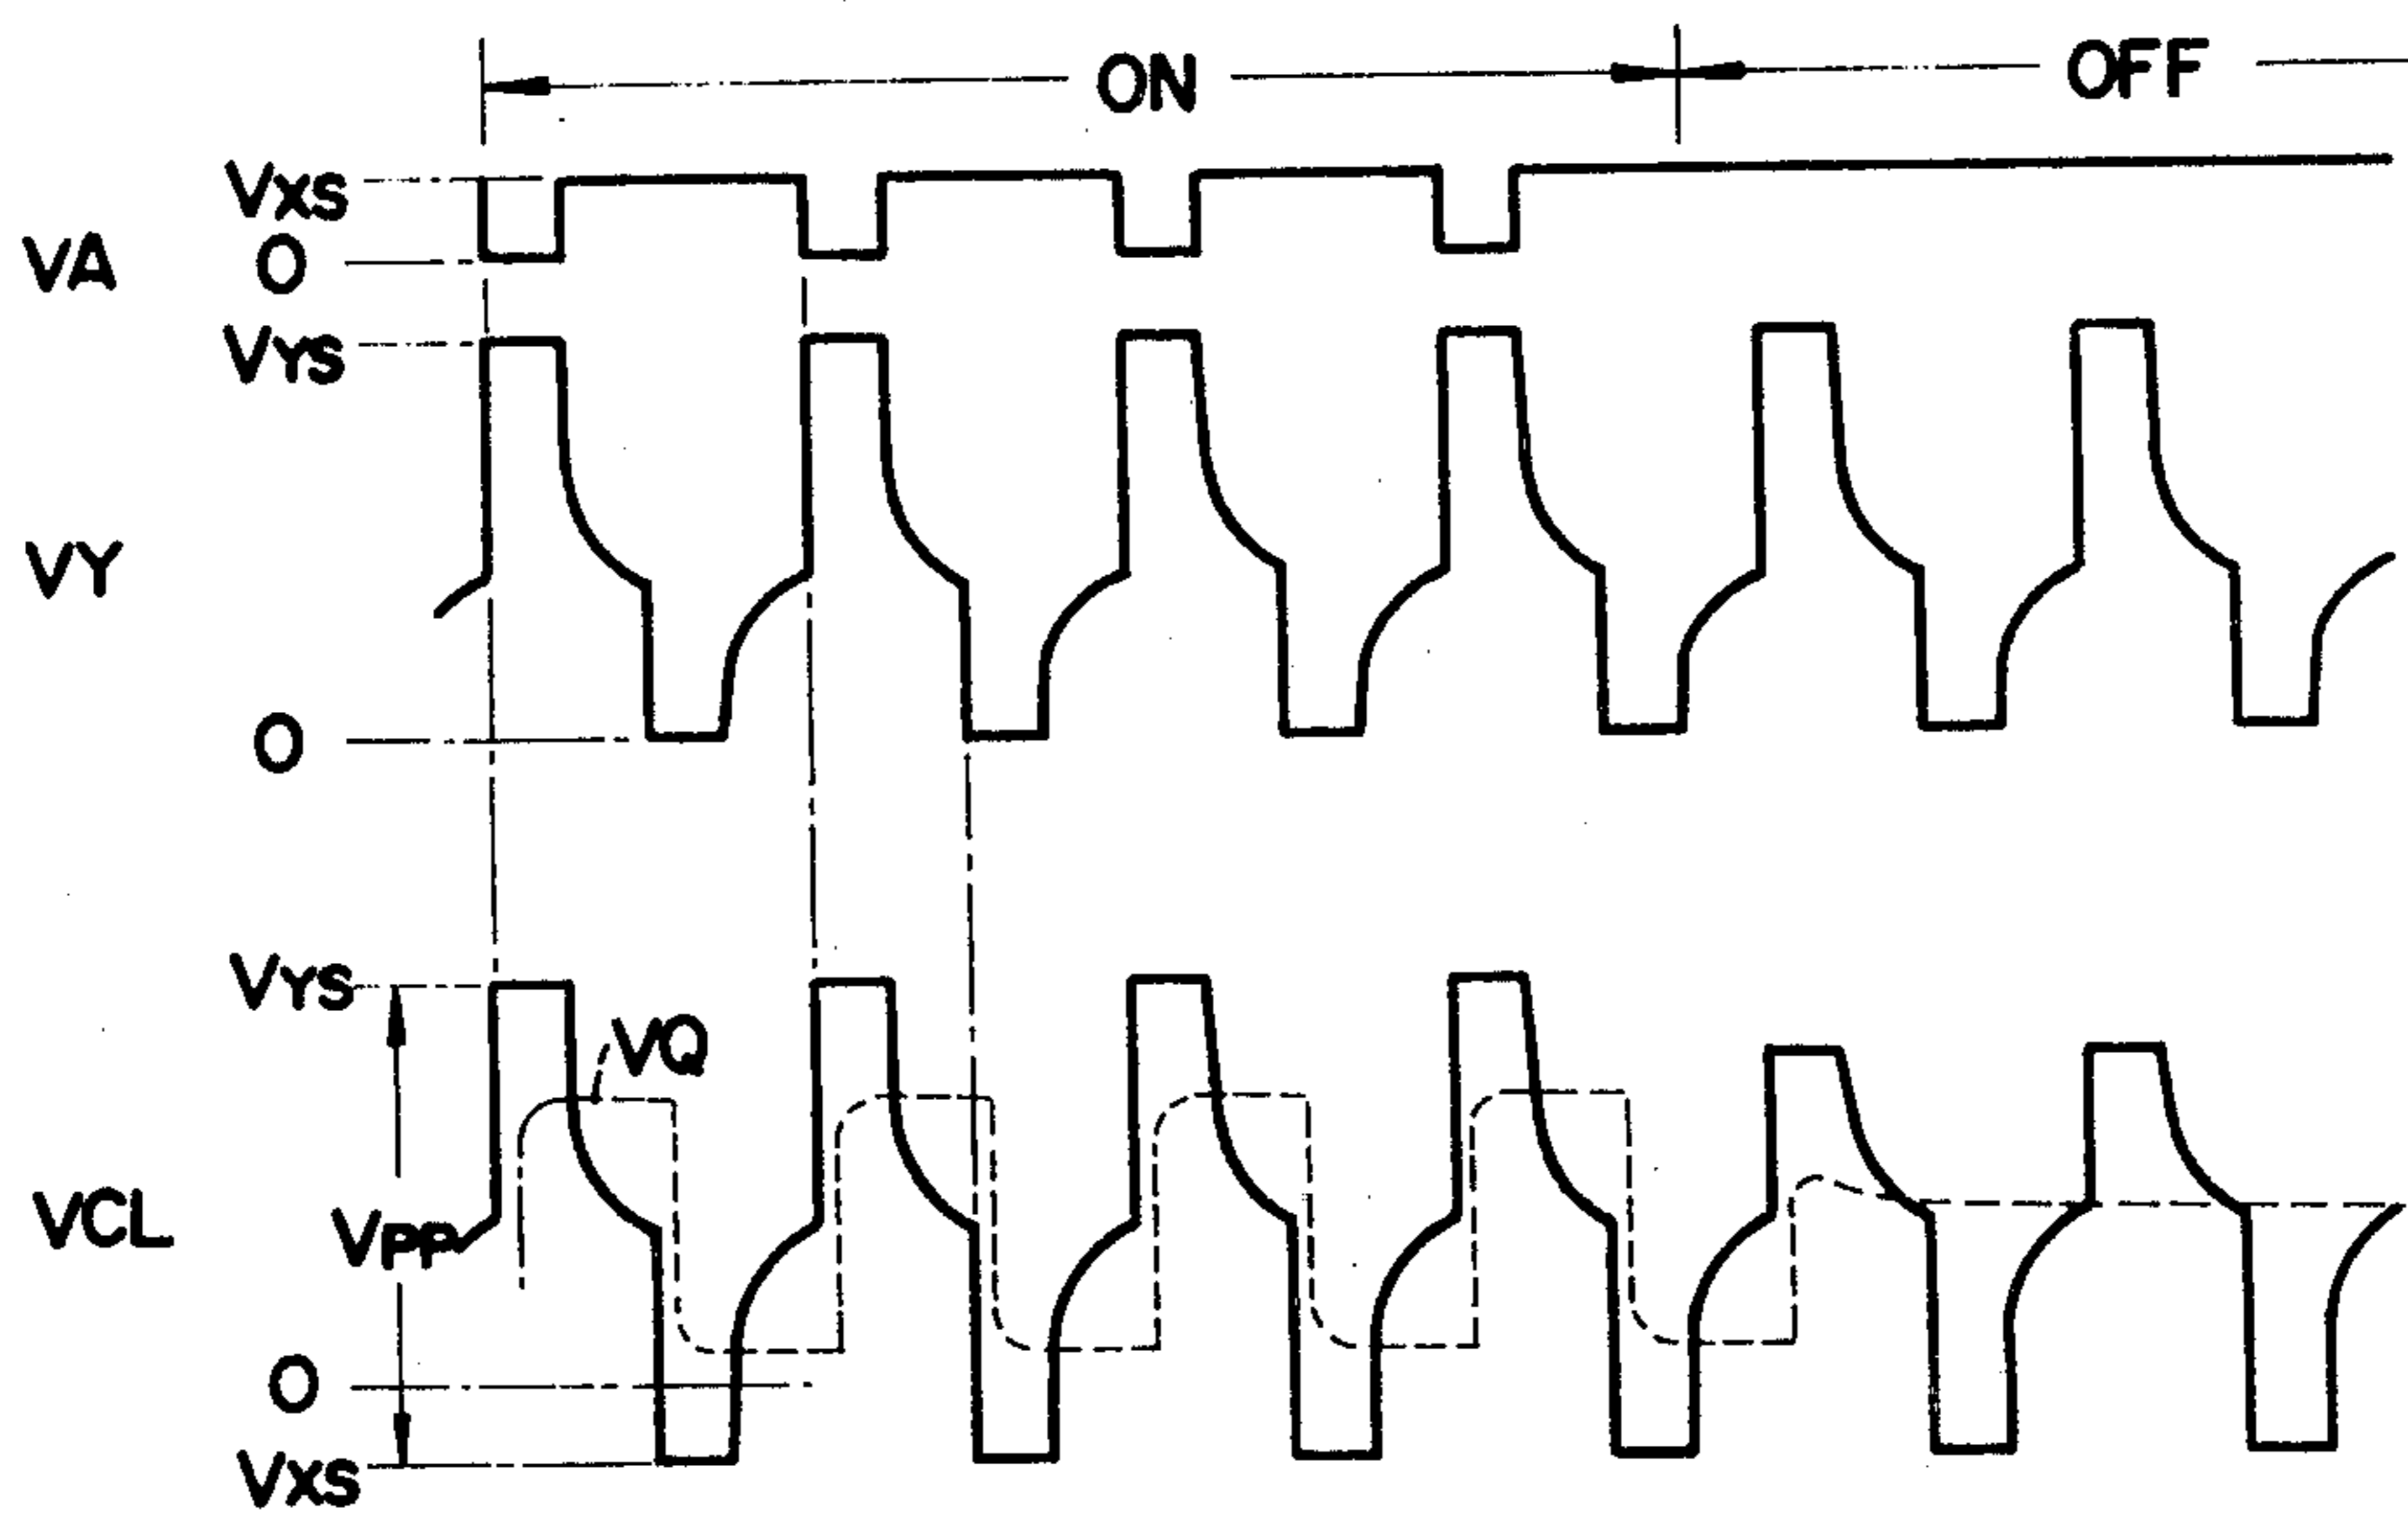 ON OFF
VXS
VA O
VYS
VY
O
VYS
VQ
VCL VPP
O
VXS